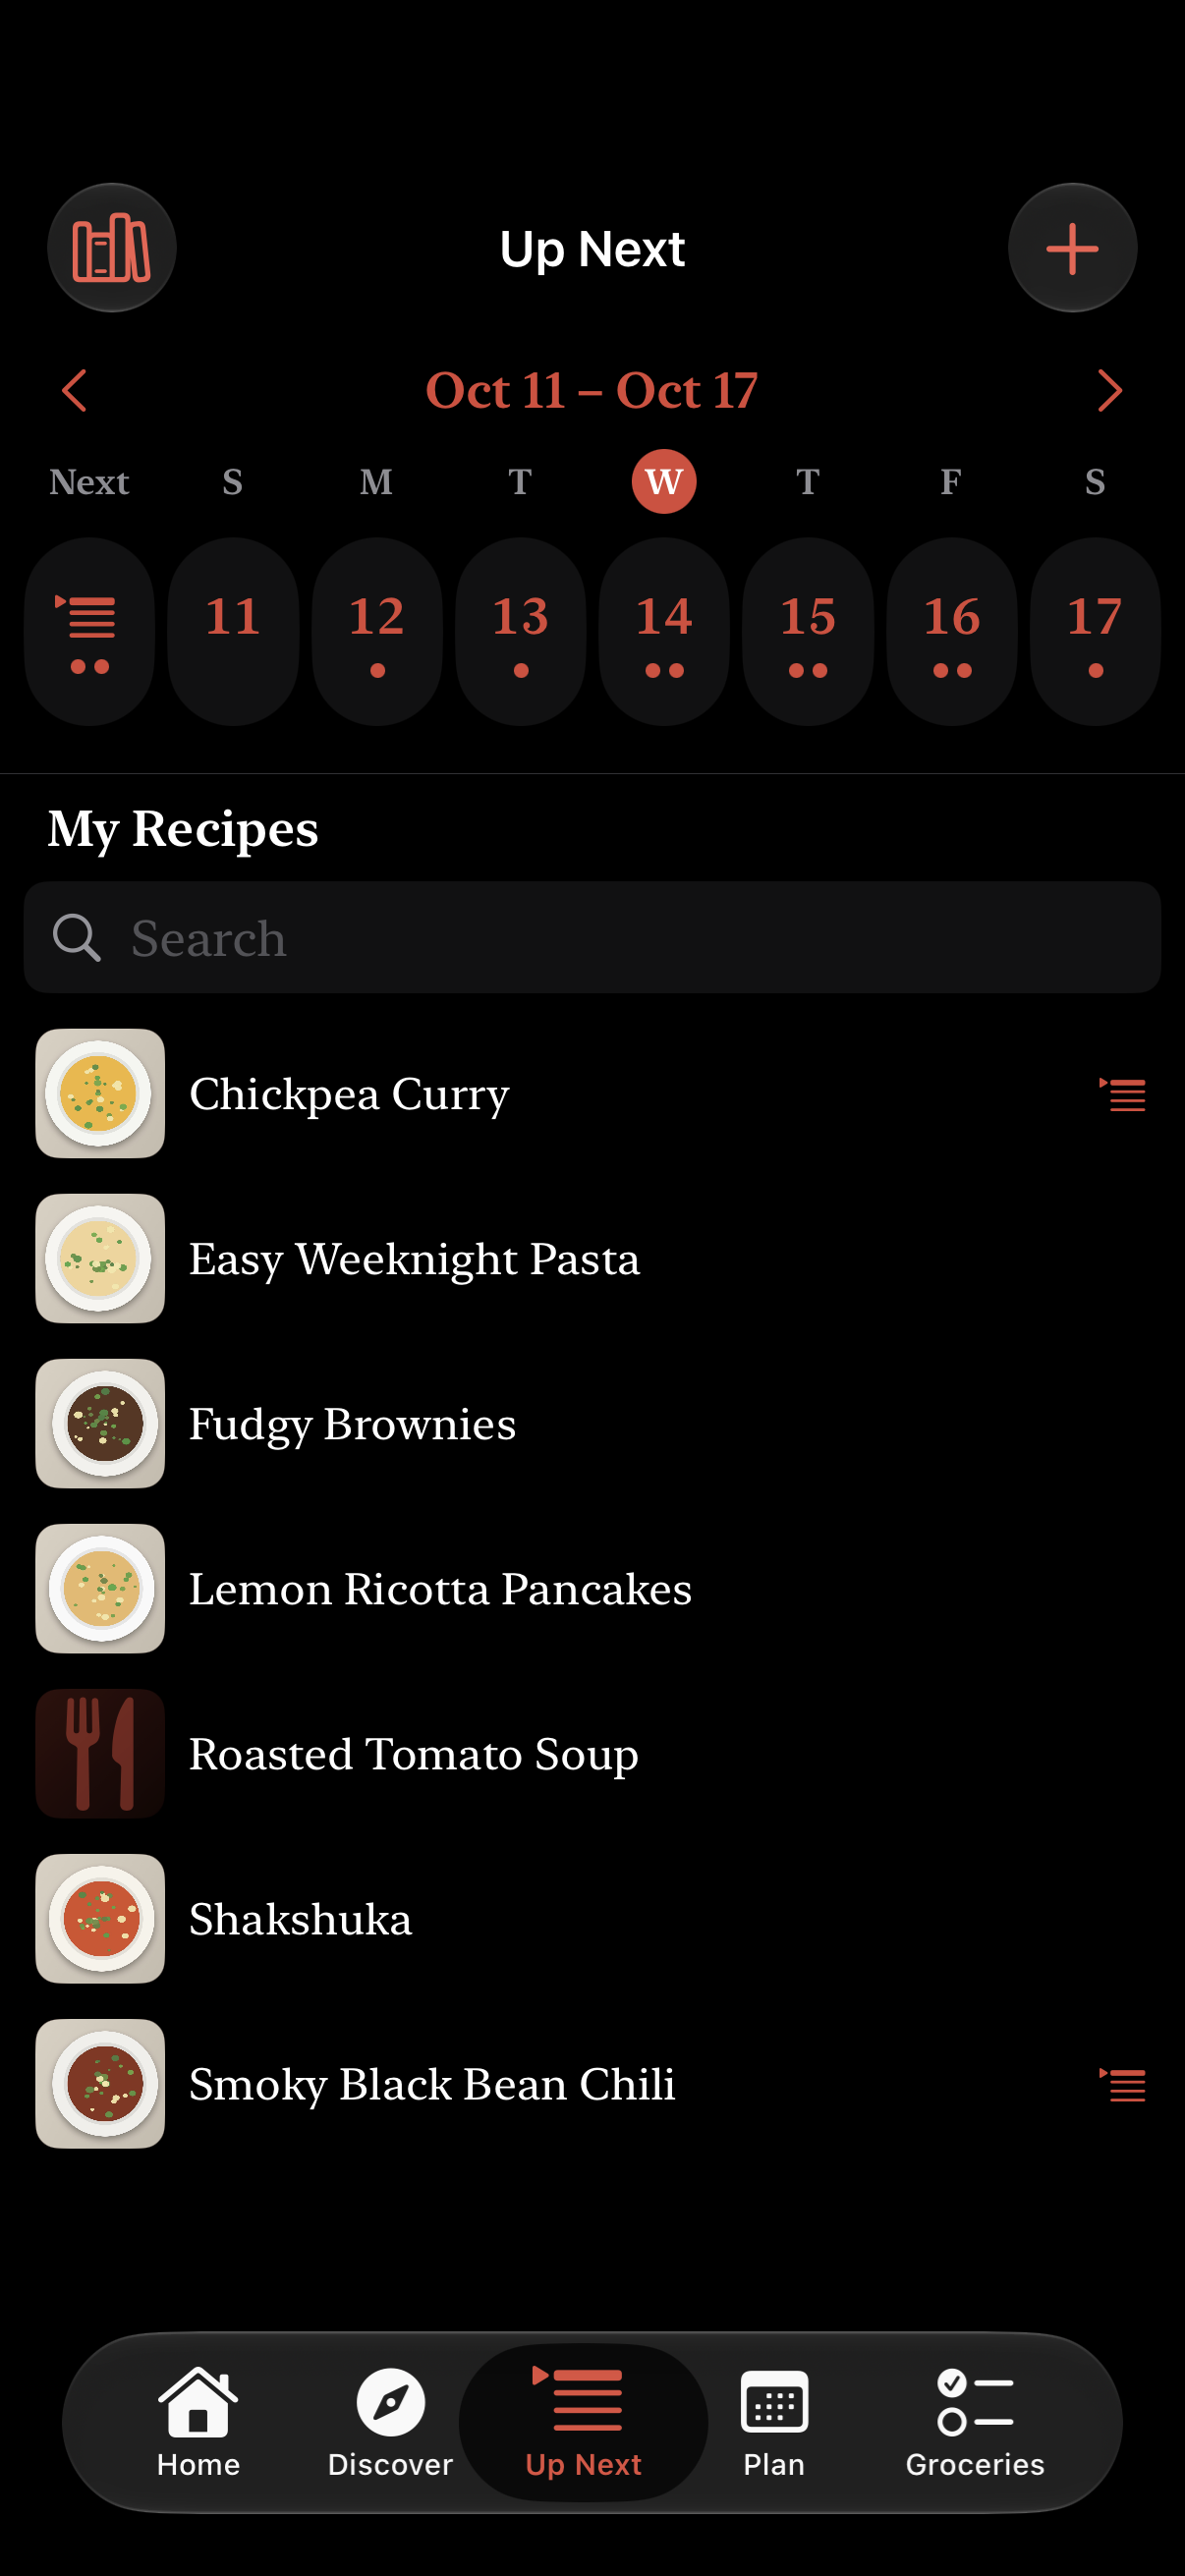 Up Next
Oct 11 – Oct 17
Next S M T W T F S
11 12 13 14 15 16 17
My Recipes
Search
Chickpea Curry
Easy Weeknight Pasta
Fudgy Brownies
Lemon Ricotta Pancakes
Roasted Tomato Soup
Shakshuka
Smoky Black Bean Chili
Home Discover Up Next Plan Groceries